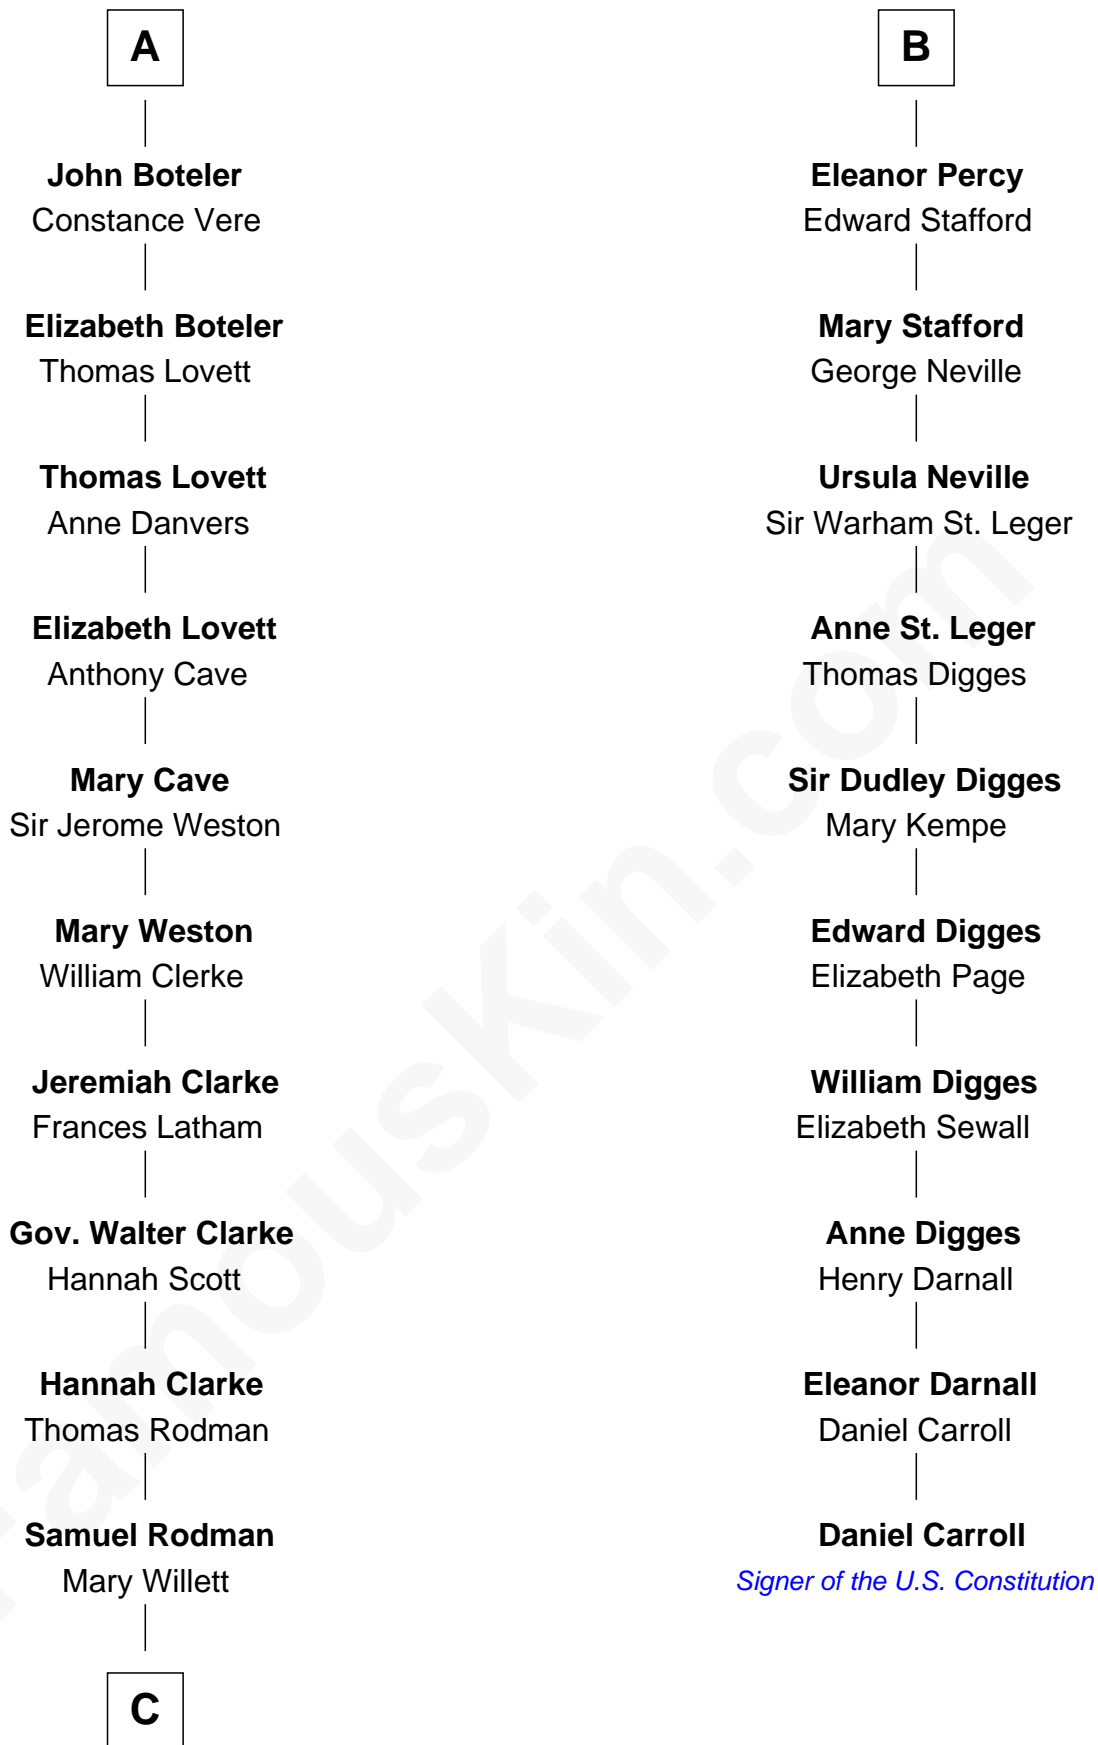 A
John Boteler
Constance Vere
Elizabeth Boteler
Thomas Lovett
Thomas Lovett
Anne Danvers
Elizabeth Lovett
Anthony Cave
Mary Cave
Sir Jerome Weston
Mary Weston
William Clerke
Jeremiah Clarke
Frances Latham
Gov. Walter Clarke
Hannah Scott
Hannah Clarke
Thomas Rodman
Samuel Rodman
Mary Willett
C
B
Eleanor Percy
Edward Stafford
Mary Stafford
George Neville
Ursula Neville
Sir Warham St. Leger
Anne St. Leger
Thomas Digges
Sir Dudley Digges
Mary Kempe
Edward Digges
Elizabeth Page
William Digges
Elizabeth Sewall
Anne Digges
Henry Darnall
Eleanor Darnall
Daniel Carroll
Daniel Carroll
Signer of the U.S. Constitution
FamousKin.com